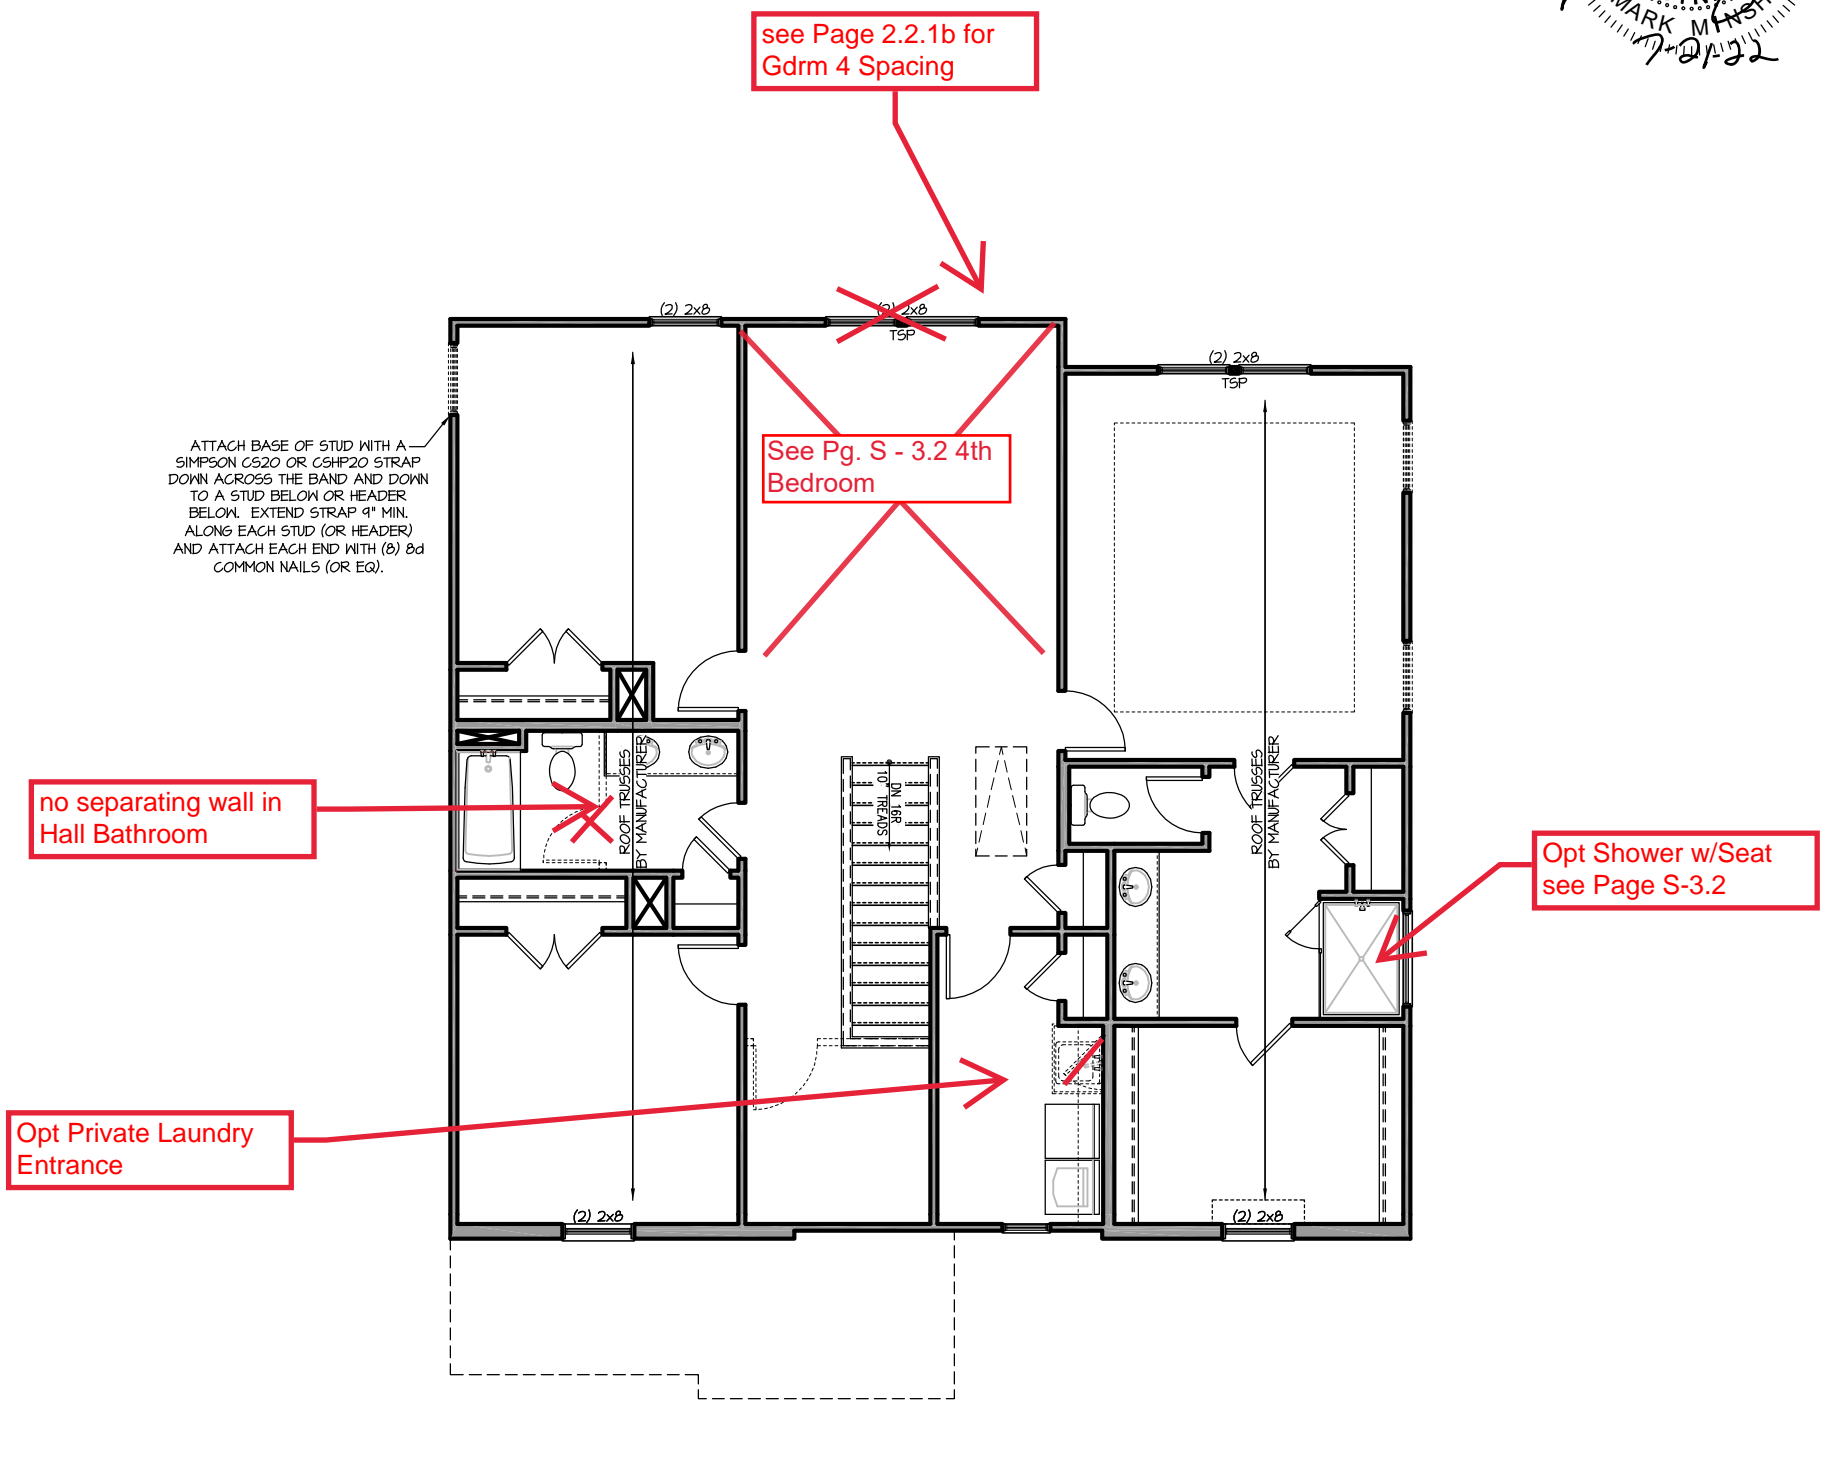 MARK M
7-21-22
see Page 2.2.1b for
Gdrm 4 Spacing
(2) 2x8
(2) 2x8
TSP
(2) 2x8
TSP
ATTACH BASE OF STUD WITH A
SIMPSON CS20 OR CSHP20 STRAP
DOWN ACROSS THE BAND AND DOWN
TO A STUD BELOW OR HEADER
BELOW. EXTEND STRAP 9" MIN.
ALONG EACH STUD (OR HEADER)
AND ATTACH EACH END WITH (8) 8d
COMMON NAILS (OR EQ).
See Pg. S - 3.2 4th
Bedroom
no separating wall in
Hall Bathroom
ROOF TRUSSES
BY MANUFACTURER
DN 16R
10" TREADS
ROOF TRUSSES
BY MANUFACTURER
Opt Shower w/Seat
see Page S-3.2
Opt Private Laundry
Entrance
(2) 2x8
(2) 2x8